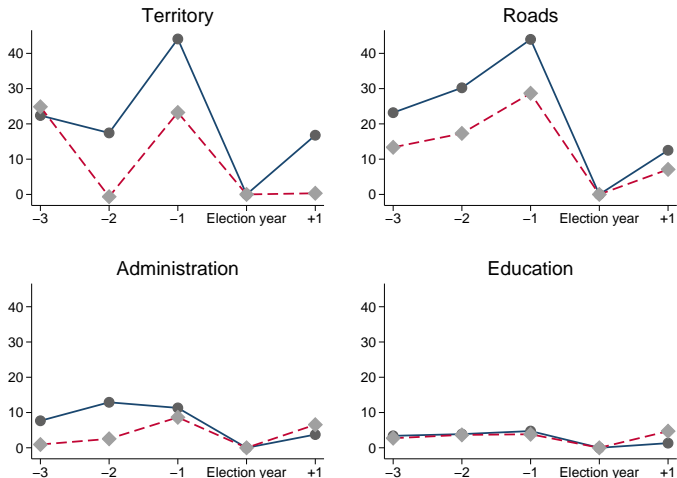 Territory
40
30
20
10
0
–3 –2 –1 Election year +1
Roads
40
30
20
10
0
–3 –2 –1 Election year +1
Administration
40
30
20
10
0
–3 –2 –1 Election year +1
Education
40
30
20
10
0
–3 –2 –1 Election year +1